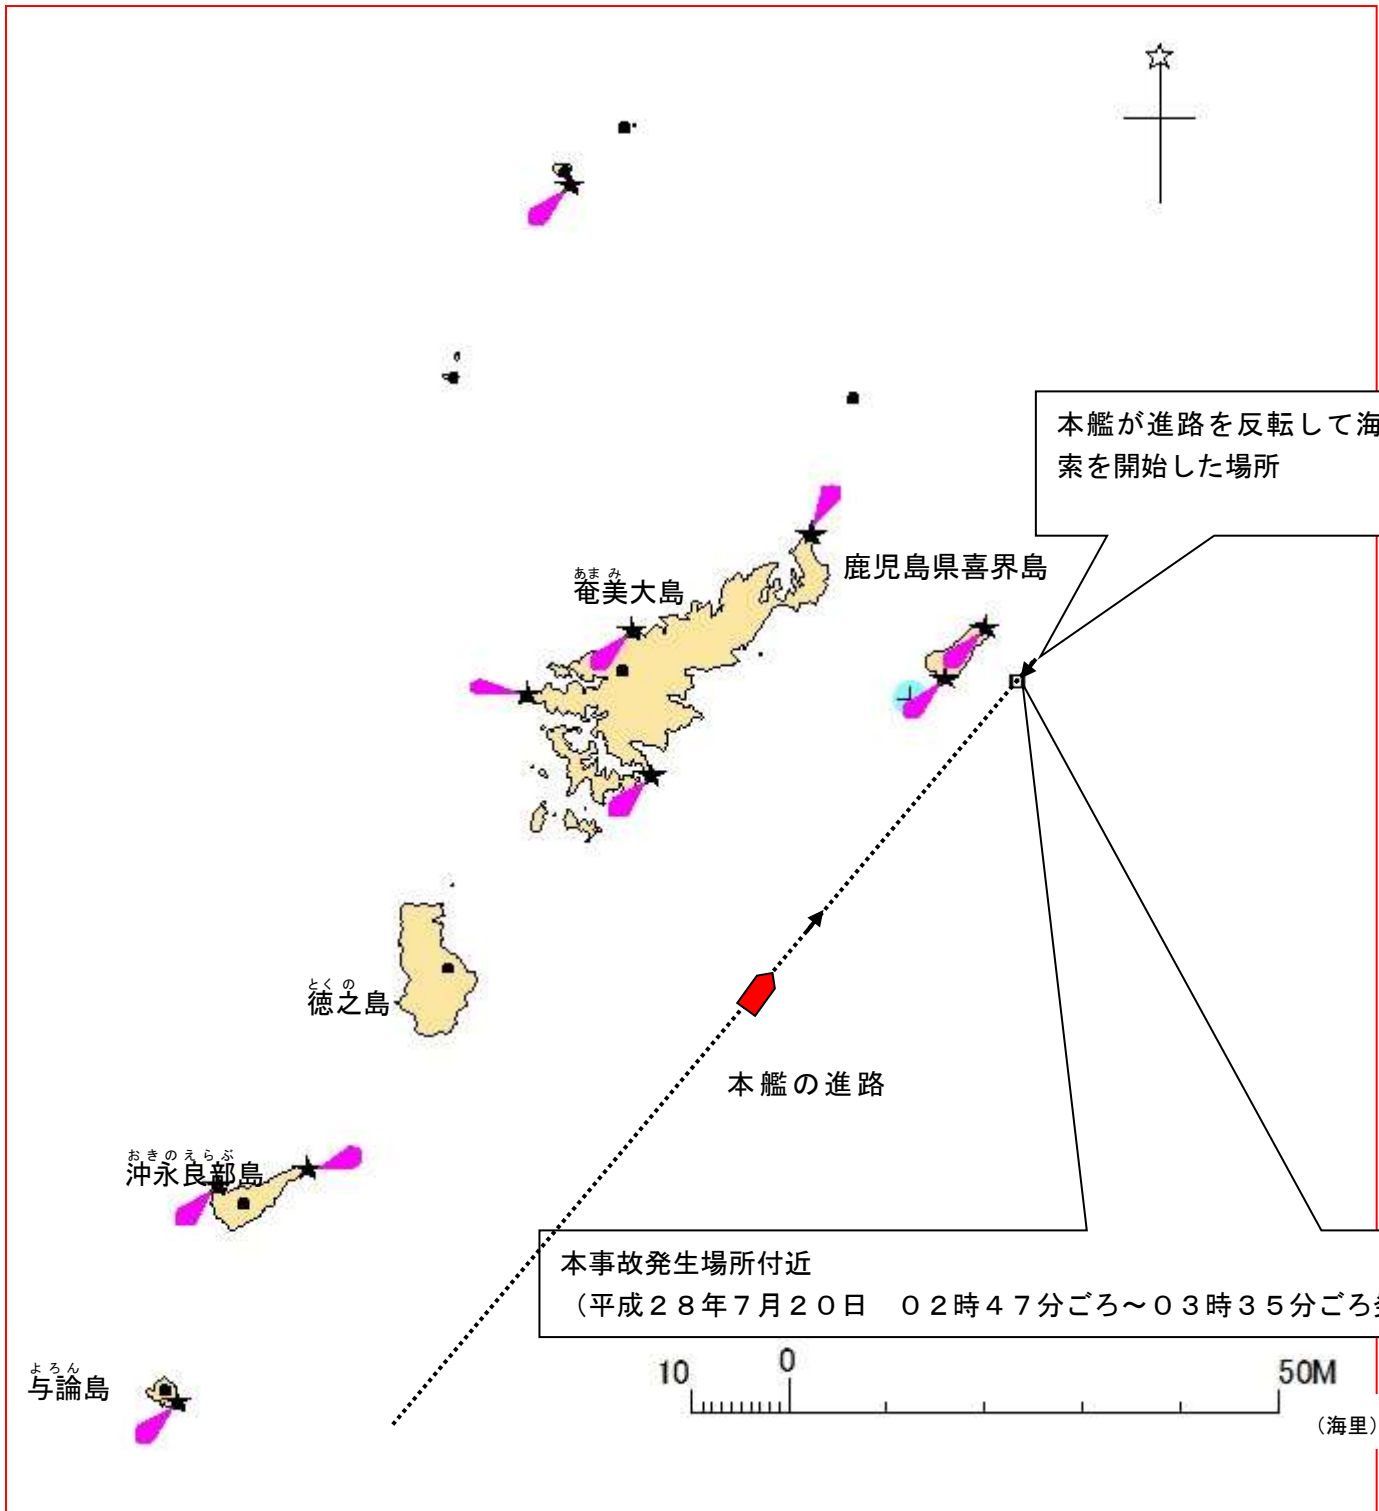 本艦が進路を反転して海
索を開始した場所
鹿児島県喜界島
あまみ
奄美大島
とくの
徳之島
本艦の進路
おきのえらぶ
沖永良部島
本事故発生場所付近
（平成２８年７月２０日　０２時４７分ごろ～０３時３５分ごろ
よろん
与論島
10 0 50M
（海里）